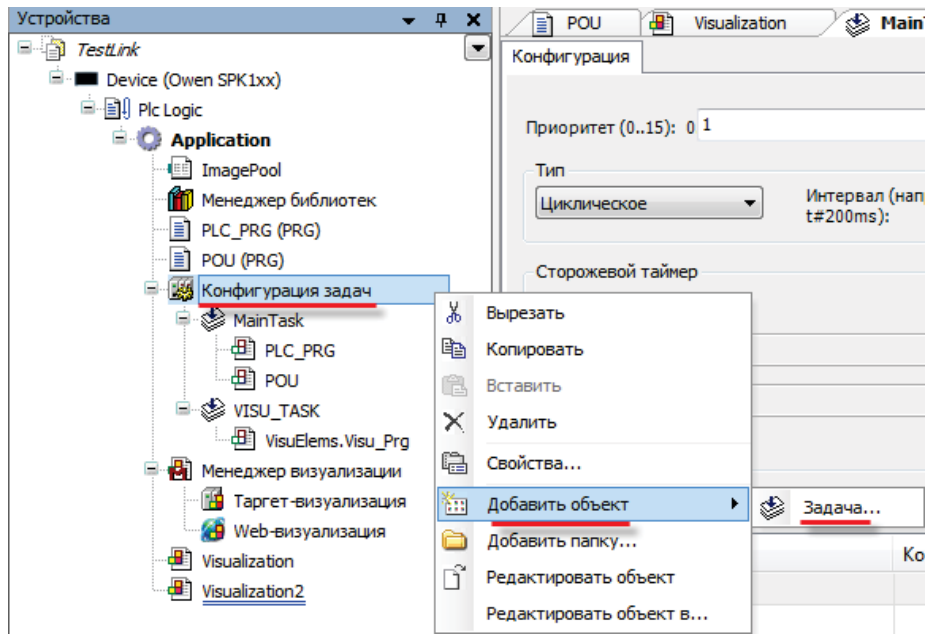 Устройства
TestLink
Device (Owen SPK1xx)
Plc Logic
Application
ImagePool
Менеджер библиотек
PLC_PRG (PRG)
POU (PRG)
Конфигурация задач
MainTask
PLC_PRG
POU
VISU_TASK
VisuElems.Visu_Prg
Менеджер визуализации
Таргет-визуализация
Web-визуализация
Visualization
Visualization2
POU
Visualization
Main
Конфигурация
Приоритет (0..15): 0 1
Тип
Циклическое
Интервал (нап
t#200ms):
Сторожевой таймер
Вырезать
Копировать
Вставить
Удалить
Свойства...
Добавить объект
Задача...
Добавить папку...
Редактировать объект
Редактировать объект в...
Ко